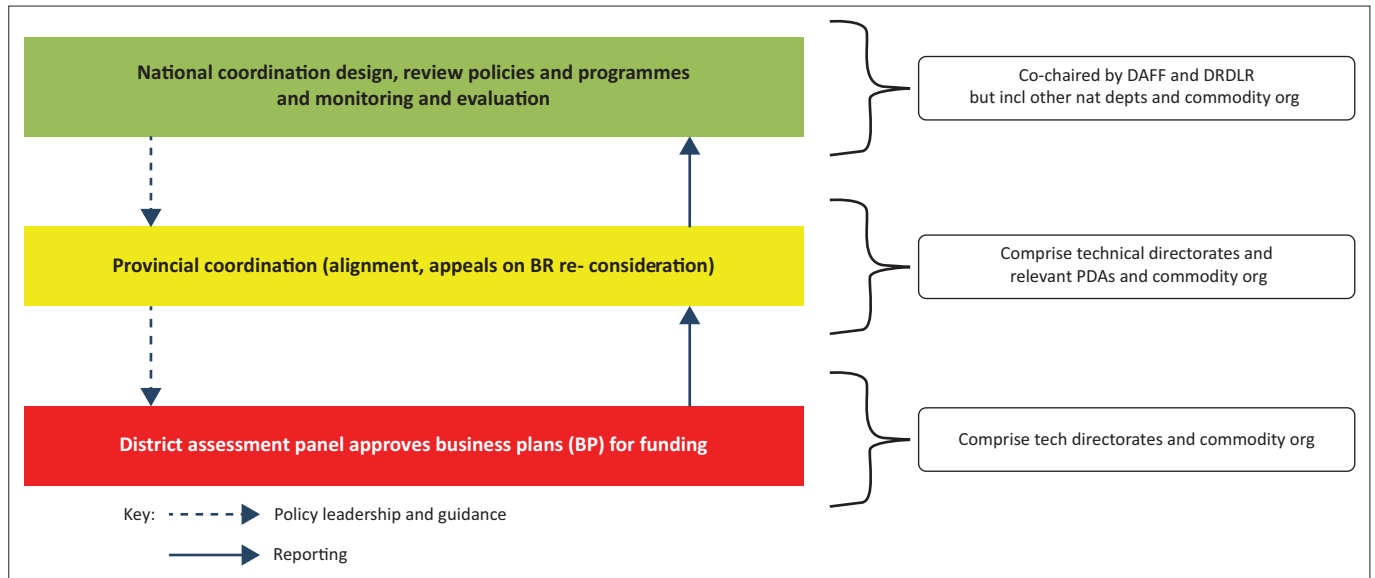 National coordination design, review policies and programmes
and monitoring and evaluation
Co-chaired by DAFF and DRDLR
but incl other nat depts and commodity org
Provincial coordination (alignment, appeals on BR re- consideration)
Comprise technical directorates and
relevant PDAs and commodity org
District assessment panel approves business plans (BP) for funding
Comprise tech directorates and commodity org
Key:
Policy leadership and guidance
Reporting